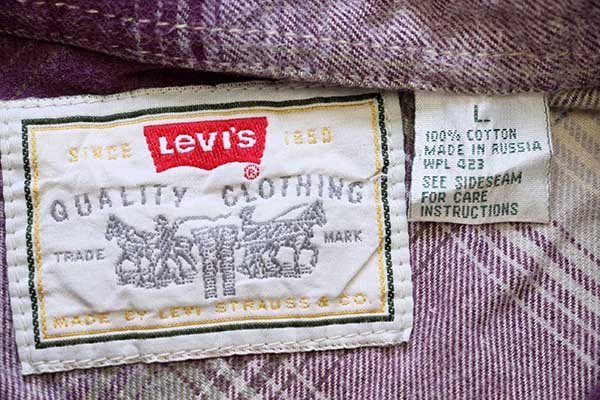 SINCE LEVI'S 1850
®
QUALITY CLOTHING
TRADE MARK
MADE BY LEVI STRAUSS & CO.
L
100% COTTON
MADE IN RUSSIA
WPL 423
SEE SIDESEAM
FOR CARE
INSTRUCTIONS